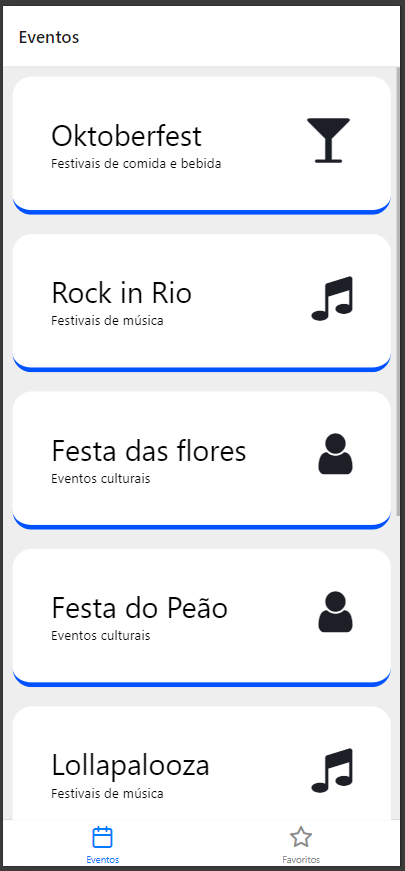 Eventos
Oktoberfest
Festivais de comida e bebida
Rock in Rio
Festivais de música
Festa das flores
Eventos culturais
Festa do Peão
Eventos culturais
Lollapalooza
Festivais de música
Eventos
Favoritos